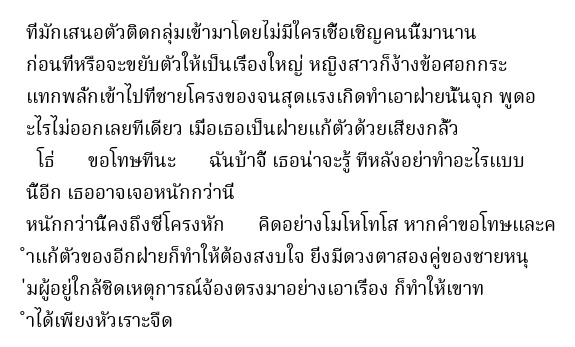 ที่มักเสนอตัวติดกลุ่มเข้ามาโดยไม่มีใครเชื้อเชิญคนนี้มานาน
ก่อนที่หรือจะขยับตัวให้เป็นเรื่องใหญ่ หญิงสาวก็ง้างข้อศอกกระ
แทกพลั่กเข้าไปที่ชายโครงของจนสุดแรงเกิดทำเอาฝ่ายนั้นจุก พูดอ
ะไรไม่ออกเลยทีเดียว เมื่อเธอเป็นฝ่ายแก้ตัวด้วยเสียงกลั้ว
โธ่ ขอโทษทีนะ ฉันบ้าจี้ เธอน่าจะรู้ ทีหลังอย่าทำอะไรแบบ
นี้อีก เธออาจเจอหนักกว่านี้
หนักกว่านี้คงถึงซี่โครงหัก คิดอย่างโมโหโทโส หากคำขอโทษและค
ำแก้ตัวของอีกฝ่ายก็ทำให้ต้องสงบใจ ยิ่งมีดวงตาสองคู่ของชายหนุ
่มผู้อยู่ใกล้ชิดเหตุการณ์จ้องตรงมาอย่างเอาเรื่อง ก็ทำให้เขาท
ำได้เพียงหัวเราะจืด